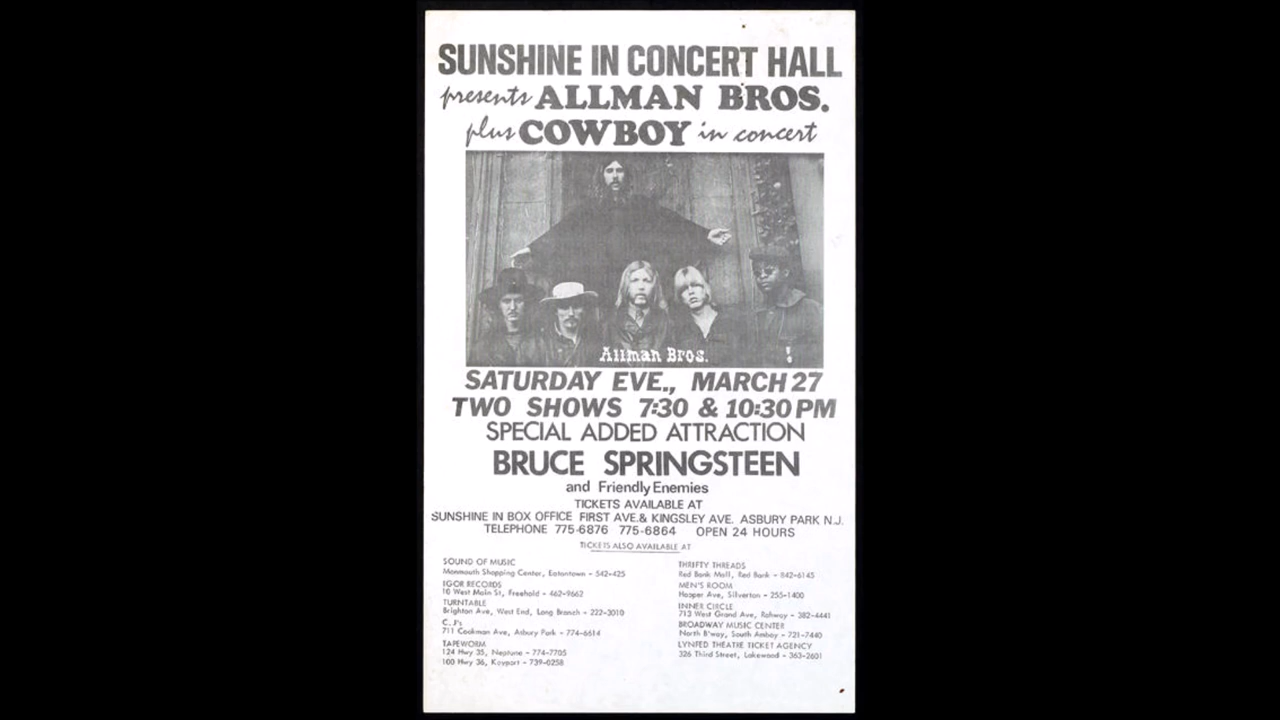 SUNSHINE IN CONCERT HALL
presents ALLMAN BROS.
plus COWBOY in concert
Allman Bros.
SATURDAY EVE., MARCH 27
TWO SHOWS 7:30 & 10:30 PM
SPECIAL ADDED ATTRACTION
BRUCE SPRINGSTEEN
and Friendly Enemies
TICKETS AVAILABLE AT
SUNSHINE IN BOX OFFICE FIRST AVE.& KINGSLEY AVE. ASBURY PARK N.J.
TELEPHONE 775-6876 775-6864 OPEN 24 HOURS
TICKETS ALSO AVAILABLE AT
SOUND OF MUSIC
Monmouth Shopping Center, Eatontown - 542-425
IGOR RECORDS
10 West Main St, Freehold - 462-9662
TURNTABLE
Brighton Ave, West End, Long Branch - 222-3010
C. J's
711 Cookman Ave, Asbury Park - 774-6614
TAPEWORM
124 Hwy 35, Neptune - 774-7705
100 Hwy 36, Keyport - 739-0258
THRIFTY THREADS
Red Bank Mall, Red Bank - 842-6145
MEN'S ROOM
Hooper Ave, Silverton - 255-1400
INNER CIRCLE
713 West Grand Ave, Rahway - 382-4441
BROADWAY MUSIC CENTER
North B'way, South Amboy - 721-7440
LYNFED THEATRE TICKET AGENCY
326 Third Street, Lakewood - 363-2601